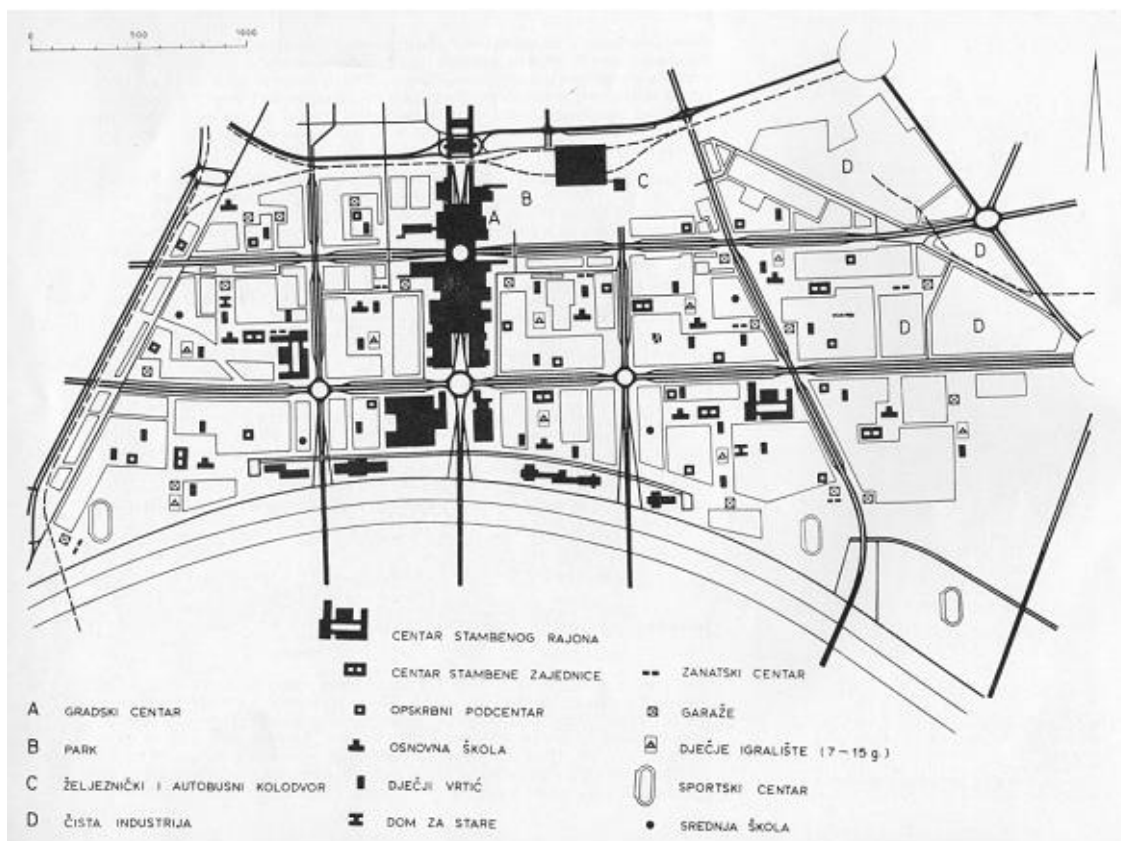 0 500 1000
D
C
B
A
D
D
D
CENTAR STAMBENOG RAJONA
CENTAR STAMBENE ZAJEDNICE
ZANATSKI CENTAR
A GRADSKI CENTAR
OPSKRBNI PODCENTAR
GARAŽE
B PARK
OSNOVNA ŠKOLA
DJEČJE IGRALIŠTE (7-15 g.)
C ŽELJEZNIČKI I AUTOBUSNI KOLODVOR
DJEČJI VRTIĆ
SPORTSKI CENTAR
D ČISTA INDUSTRIJA
DOM ZA STARE
SREDNJA ŠKOLA